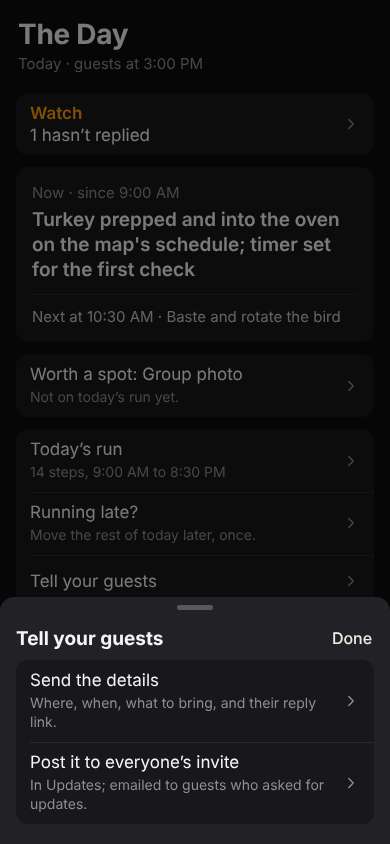 The Day
Today · guests at 3:00 PM
Watch
1 hasn’t replied
Now · since 9:00 AM
Turkey prepped and into the oven
on the map's schedule; timer set
for the first check
Next at 10:30 AM · Baste and rotate the bird
Worth a spot: Group photo
Not on today’s run yet.
Today’s run
14 steps, 9:00 AM to 8:30 PM
Running late?
Move the rest of today later, once.
Tell your guests
Tell your guests
Done
Send the details
Where, when, what to bring, and their reply
link.
Post it to everyone’s invite
In Updates; emailed to guests who asked for
updates.